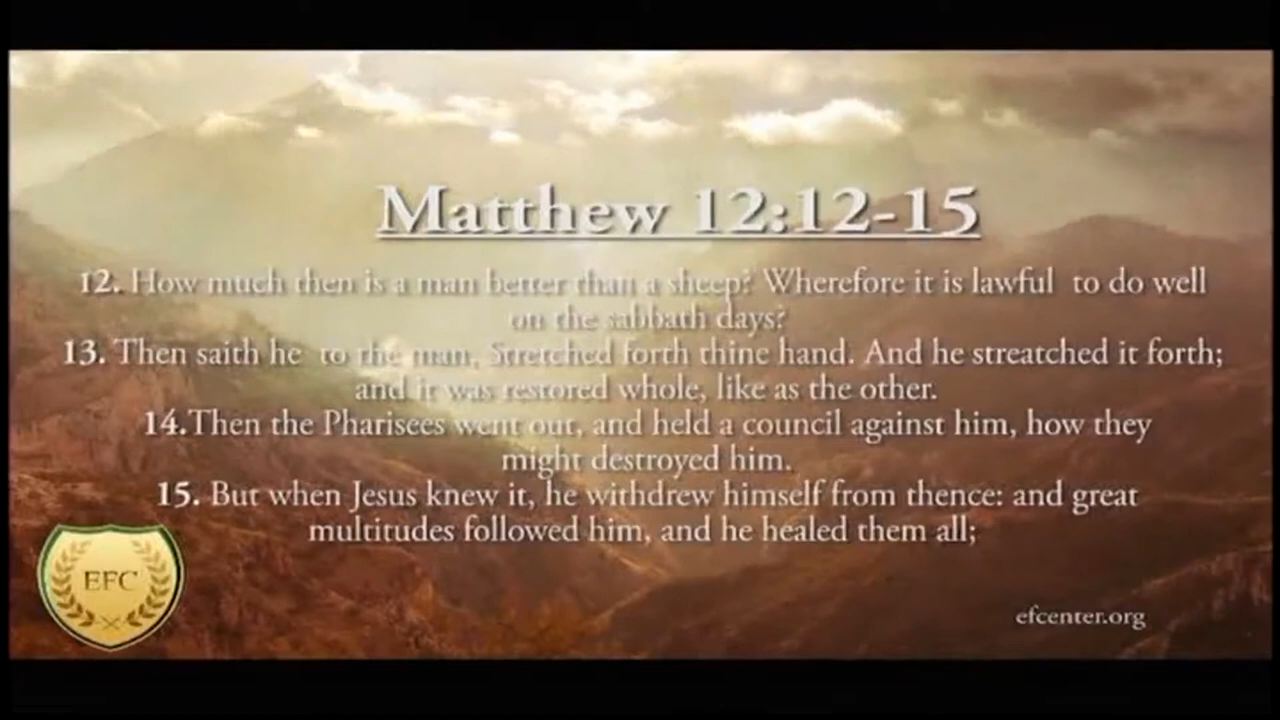 Matthew 12:12-15
12. How much then is a man better than a sheep? Wherefore it is lawful to do well
on the sabbath days?
13. Then saith he to the man, Stretched forth thine hand. And he streatched it forth;
and it was restored whole, like as the other.
14.Then the Pharisees went out, and held a council against him, how they
might destroyed him.
15. But when Jesus knew it, he withdrew himself from thence: and great
multitudes followed him, and he healed them all;
EFC
efcenter.org